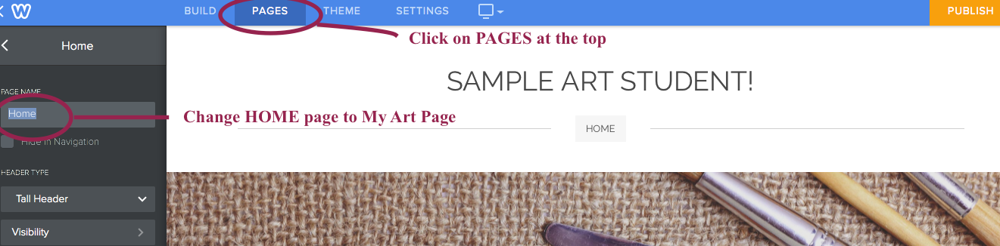 BUILD PAGES THEME SETTINGS PUBLISH
Click on PAGES at the top
Home
SAMPLE ART STUDENT!
PAGE NAME
Home
Change HOME page to My Art Page
HOME
Hide in Navigation
HEADER TYPE
Tall Header
Visibility